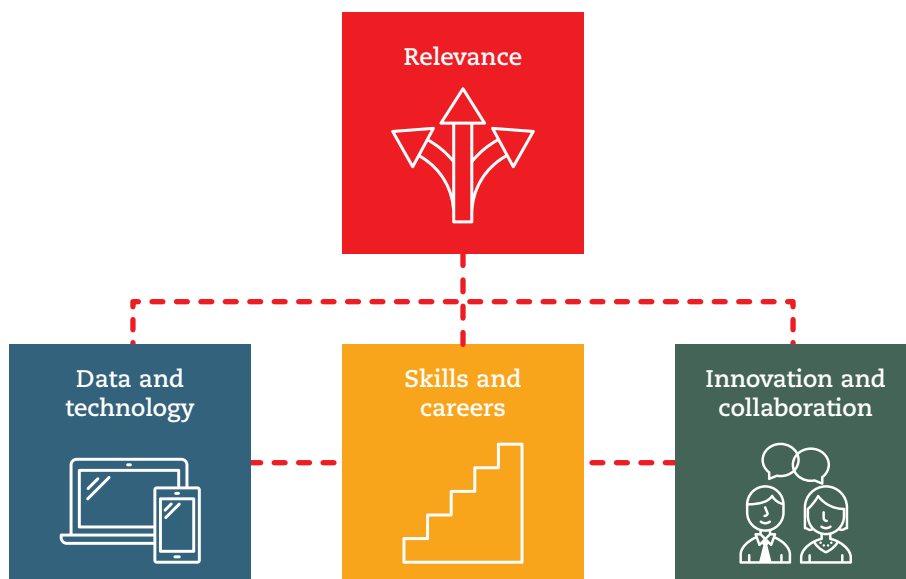 Relevance
Data and
technology
Skills and
careers
Innovation and
collaboration